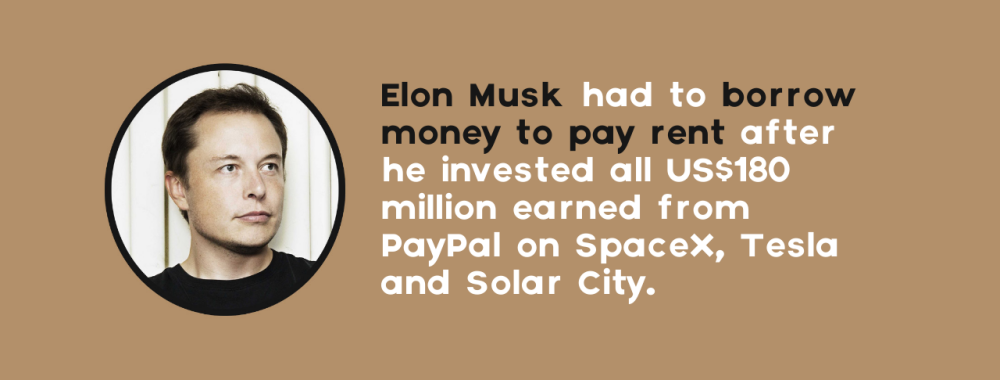 Elon Musk had to borrow
money to pay rent after
he invested all US$180
million earned from
PayPal on SpaceX, Tesla
and Solar City.